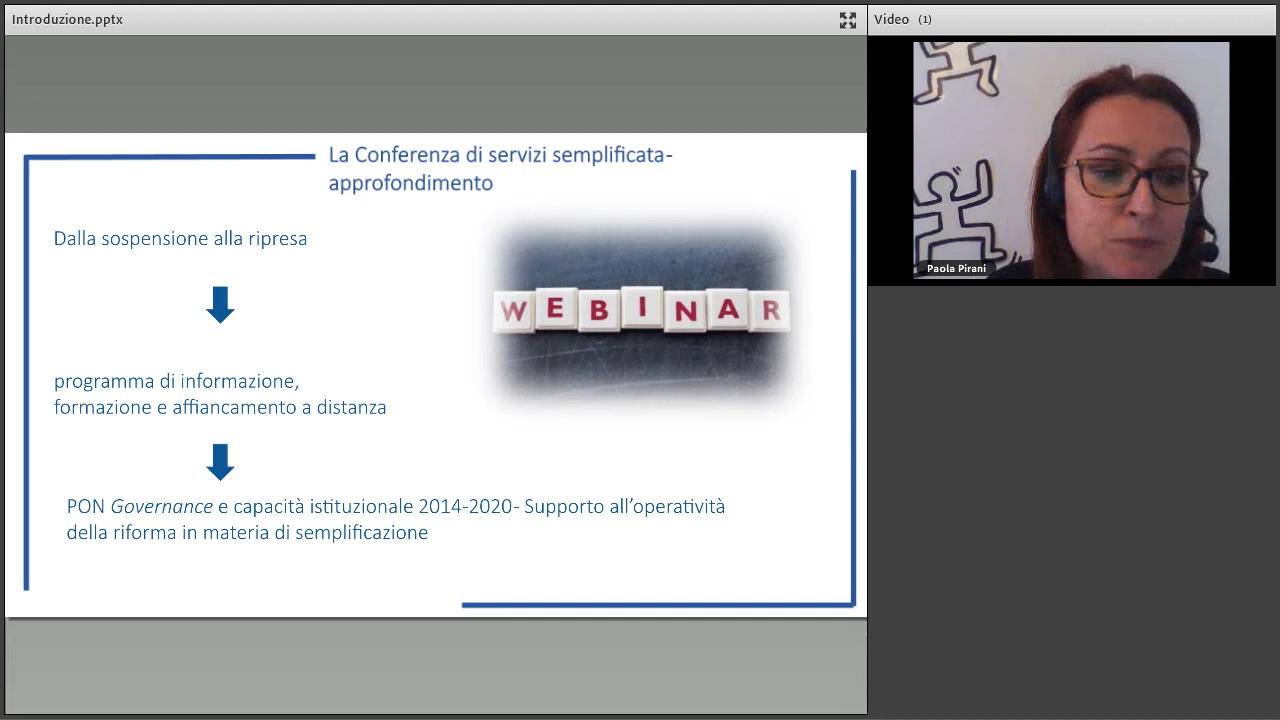 Introduzione.pptx
Video (1)
La Conferenza di servizi semplificata-
approfondimento
Dalla sospensione alla ripresa
WEBINAR
programma di informazione,
formazione e affiancamento a distanza
PON Governance e capacità istituzionale 2014-2020- Supporto all’operatività
della riforma in materia di semplificazione
Paola Pirani